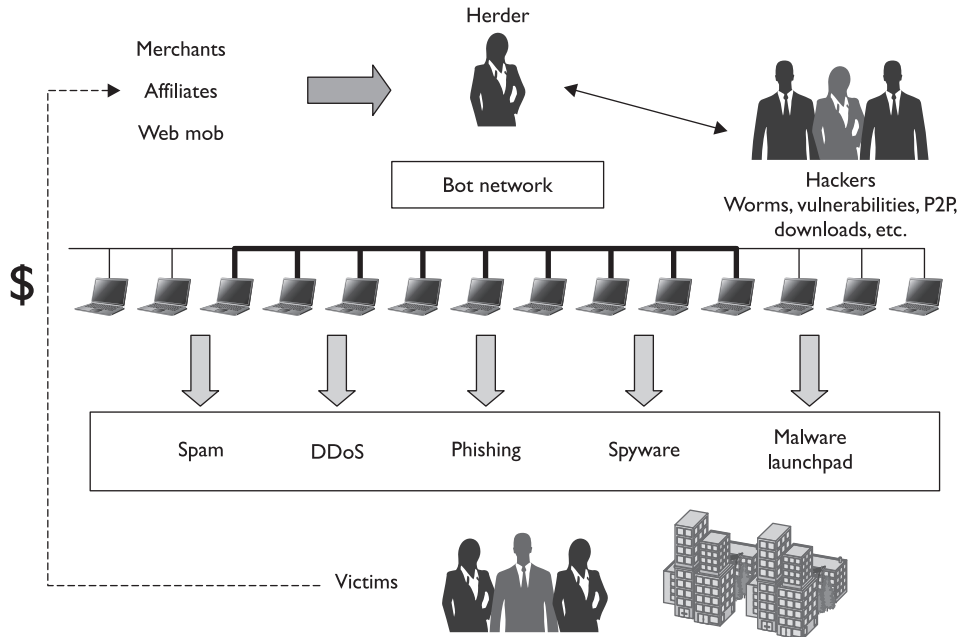 Herder
Merchants
Affiliates
Web mob
Bot network
Hackers
Worms, vulnerabilities, P2P,
downloads, etc.
$
Spam
DDoS
Phishing
Spyware
Malware
launchpad
Victims